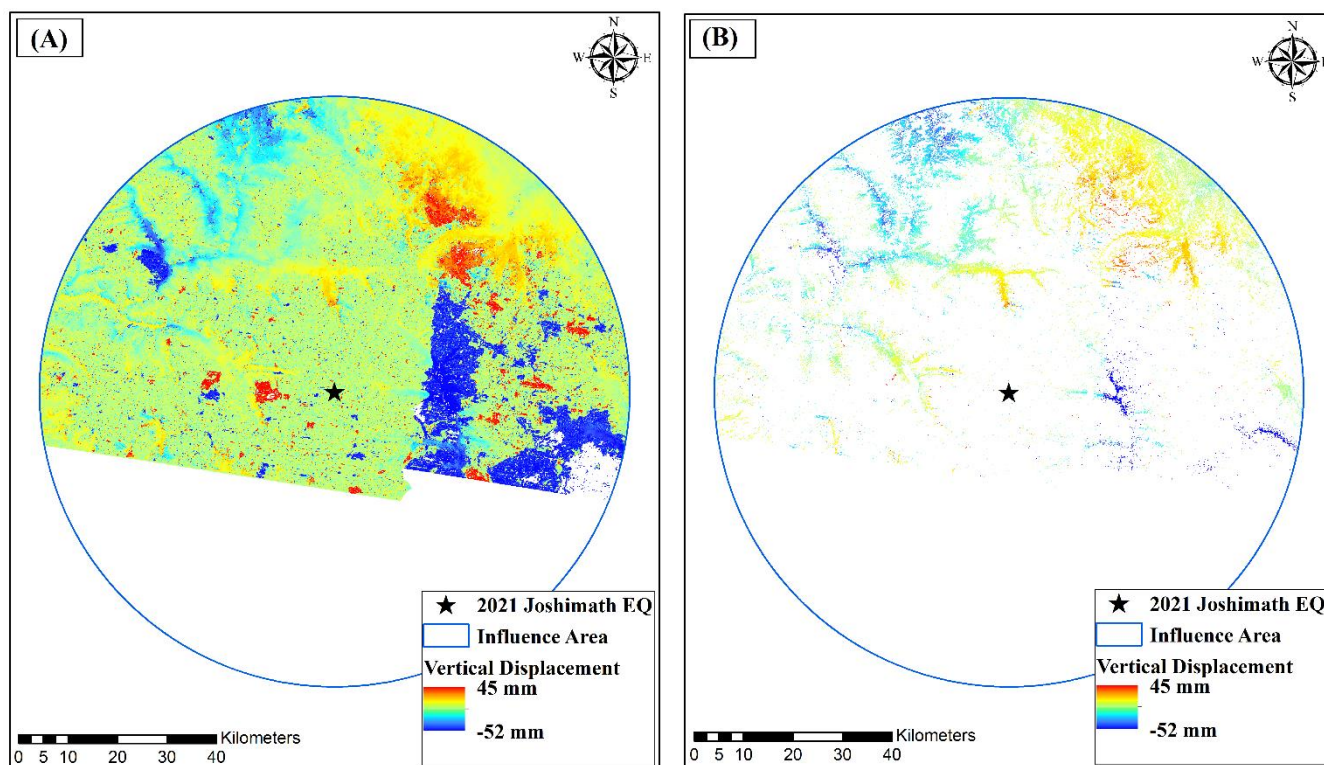 (A)
N
W E
S
★ 2021 Joshimath EQ
Influence Area
Vertical Displacement
45 mm
-52 mm
Kilometers
0 5 10 20 30 40
(B)
N
W E
S
★ 2021 Joshimath EQ
Influence Area
Vertical Displacement
45 mm
-52 mm
Kilometers
0 5 10 20 30 40